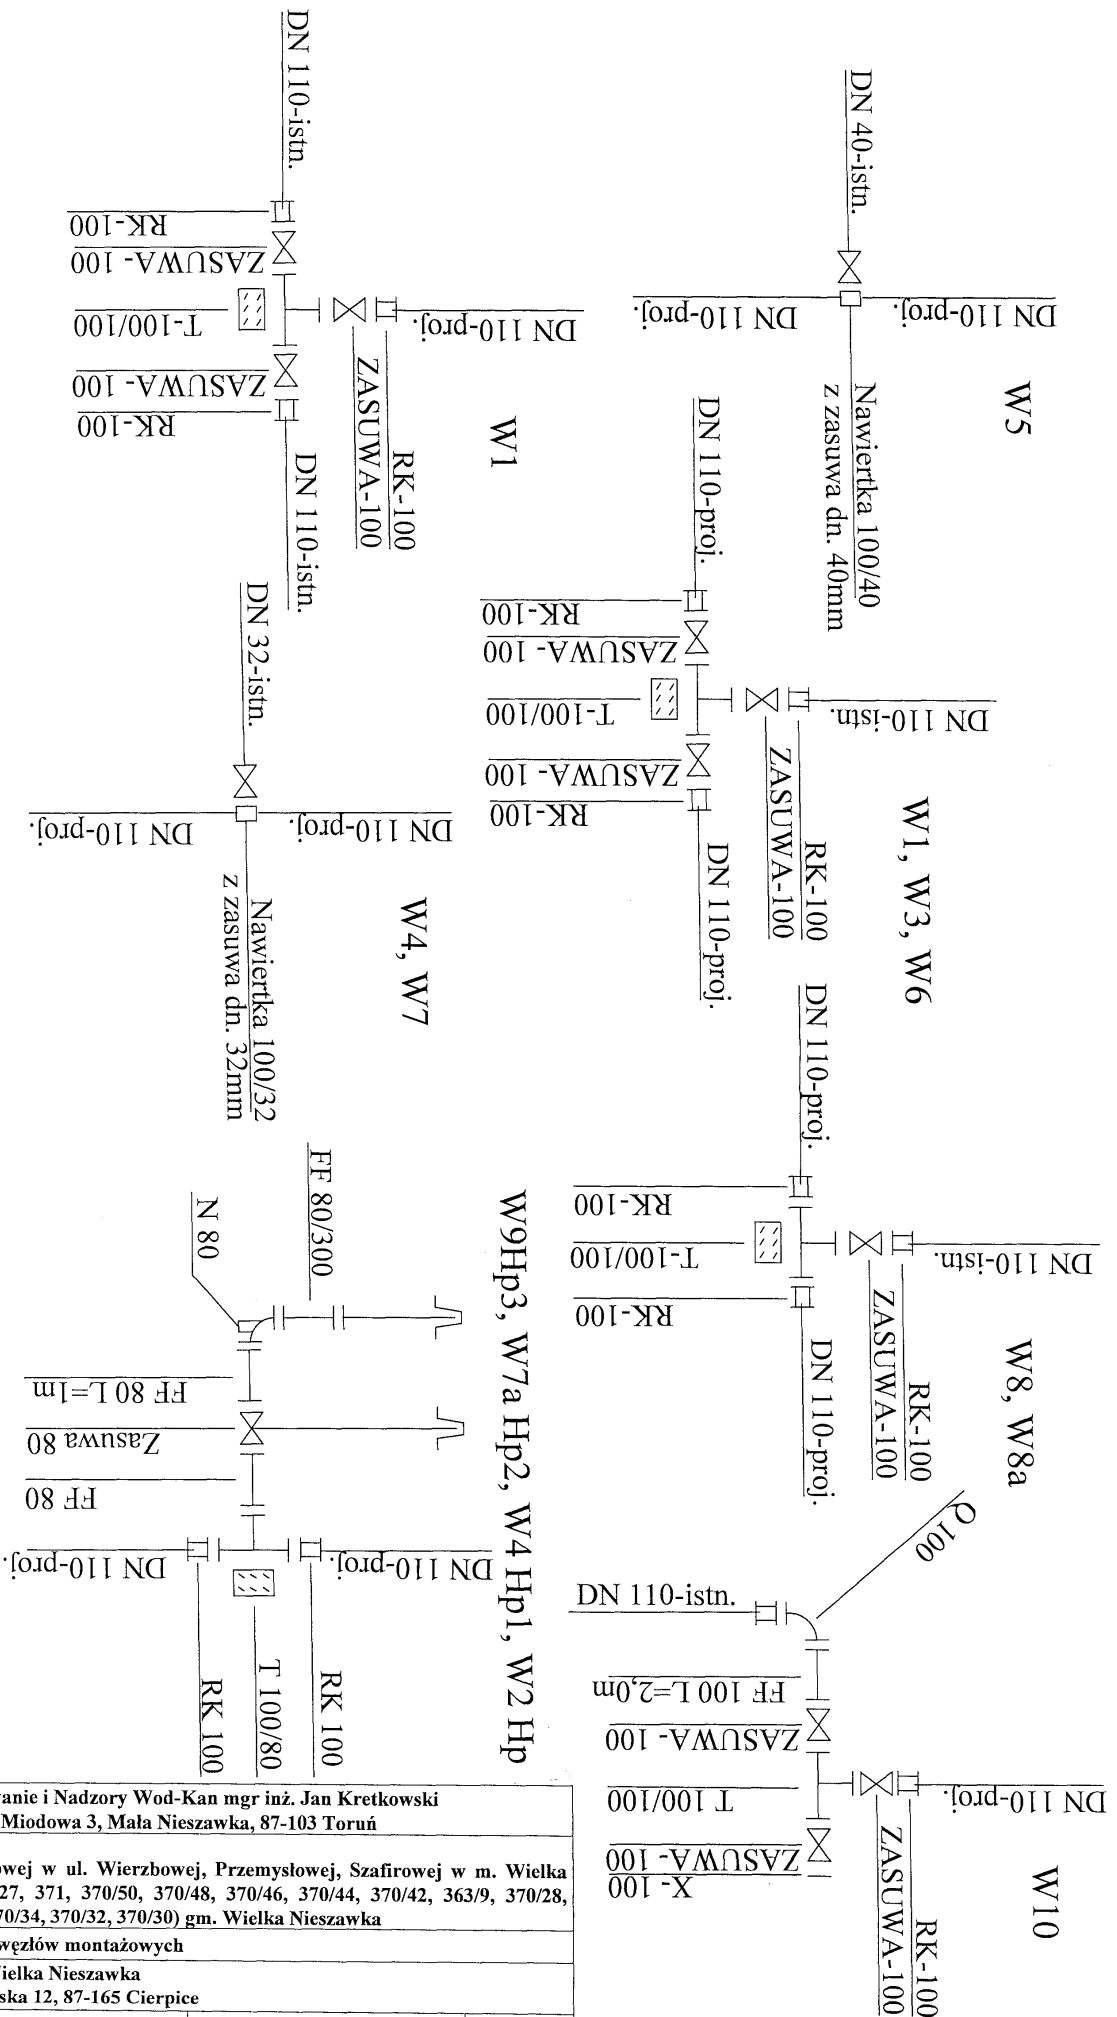 W5
DN 40-istn.
DN 110-proj.
DN 110-proj.
Nawiertka 100/40
z zasuwa dn. 40mm
W1
DN 110-istn.
RK-100
ZASUWA- 100
T-100/100
ZASUWA- 100
RK-100
DN 110-istn.
DN 110-proj.
RK-100
ZASUWA-100
W1, W3, W6
DN 110-proj.
RK-100
ZASUWA- 100
T-100/100
ZASUWA- 100
RK-100
DN 110-proj.
DN 110-istn.
RK-100
ZASUWA-100
W4, W7
DN 32-istn.
DN 110-proj.
DN 110-proj.
Nawiertka 100/32
z zasuwa dn. 32mm
W8, W8a
DN 110-proj.
RK-100
T-100/100
RK-100
DN 110-proj.
DN 110-istn.
RK-100
ZASUWA-100
W9Hp3, W7a Hp2, W4 Hp1, W2 Hp
FF 80/300
N 80
FF 80 L=1m
Zasuwa 80
FF 80
DN 110-proj.
DN 110-proj.
RK 100
T 100/80
RK 100
W10
Q 100
DN 110-istn.
FF 100 L=2,0m
ZASUWA- 100
T 100/100
ZASUWA- 100
X- 100
DN 110-proj.
RK-100
ZASUWA-100
anie i Nadzory Wod-Kan mgr inż. Jan Kretkowski
Miodowa 3, Mała Nieszawka, 87-103 Toruń
owej w ul. Wierzbowej, Przemysłowej, Szafirowej w m. Wielka
27, 371, 370/50, 370/48, 370/46, 370/44, 370/42, 363/9, 370/28,
70/34, 370/32, 370/30) gm. Wielka Nieszawka
węzłów montażowych
ielka Nieszawka
ska 12, 87-165 Cierpice